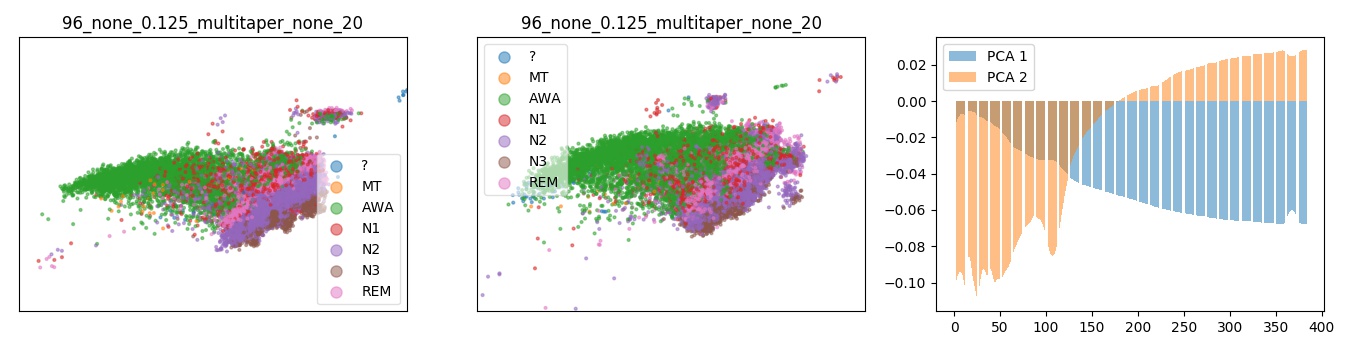 96_none_0.125_multitaper_none_20
?
MT
AWA
N1
N2
N3
REM
96_none_0.125_multitaper_none_20
?
MT
AWA
N1
N2
N3
REM
PCA 1
PCA 2
0.02
0.00
−0.02
−0.04
−0.06
−0.08
−0.10
0
50
100
150
200
250
300
350
400